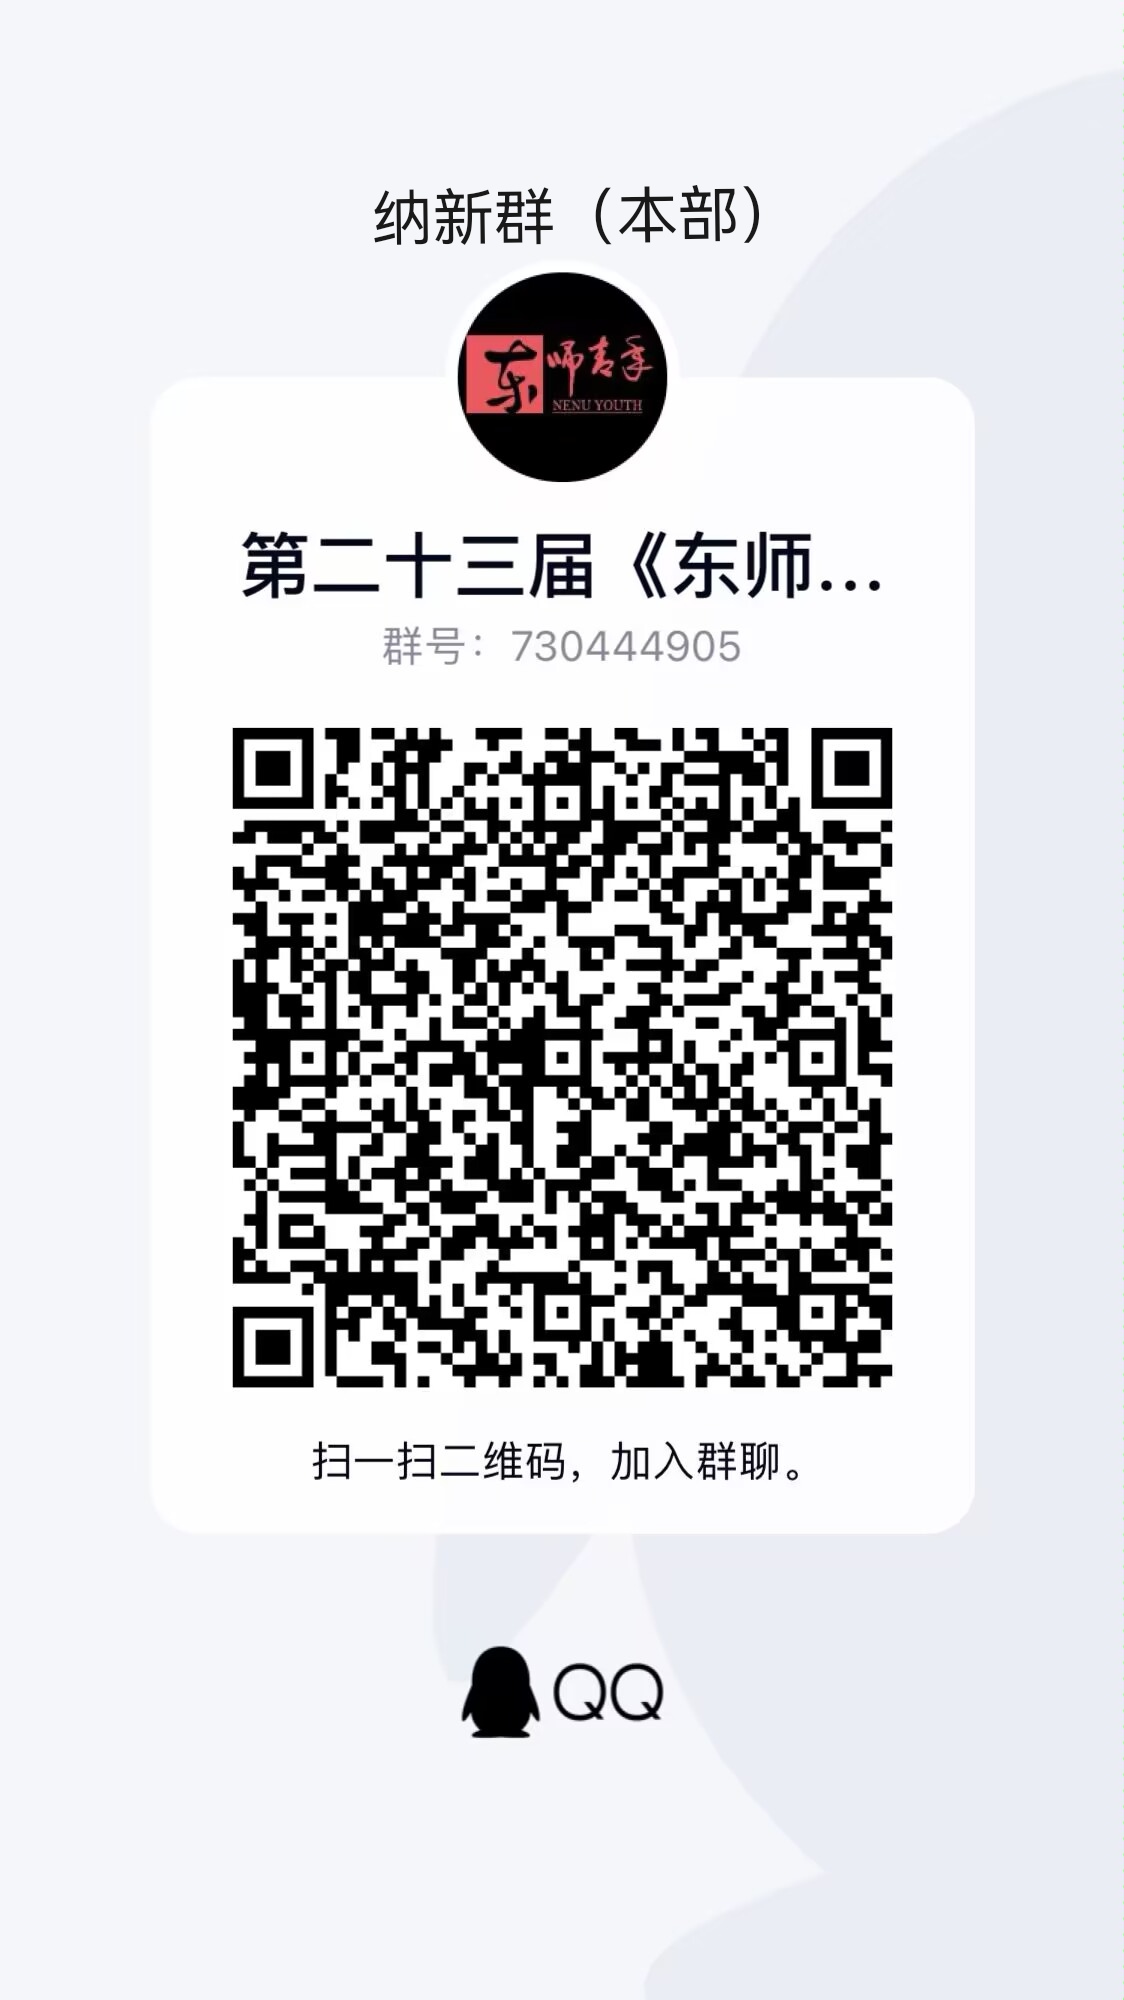 纳新群（本部）
东师青年
NENU YOUTH
第二十三届《东师...
群号：730444905
扫一扫二维码，加入群聊。
QQ